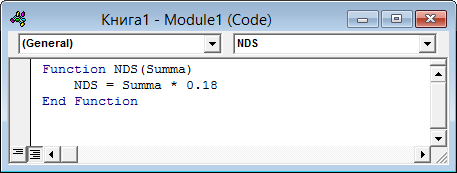 Книга1 - Module1 (Code)
(General) NDS
Function NDS(Summa)
    NDS = Summa * 0.18
End Function